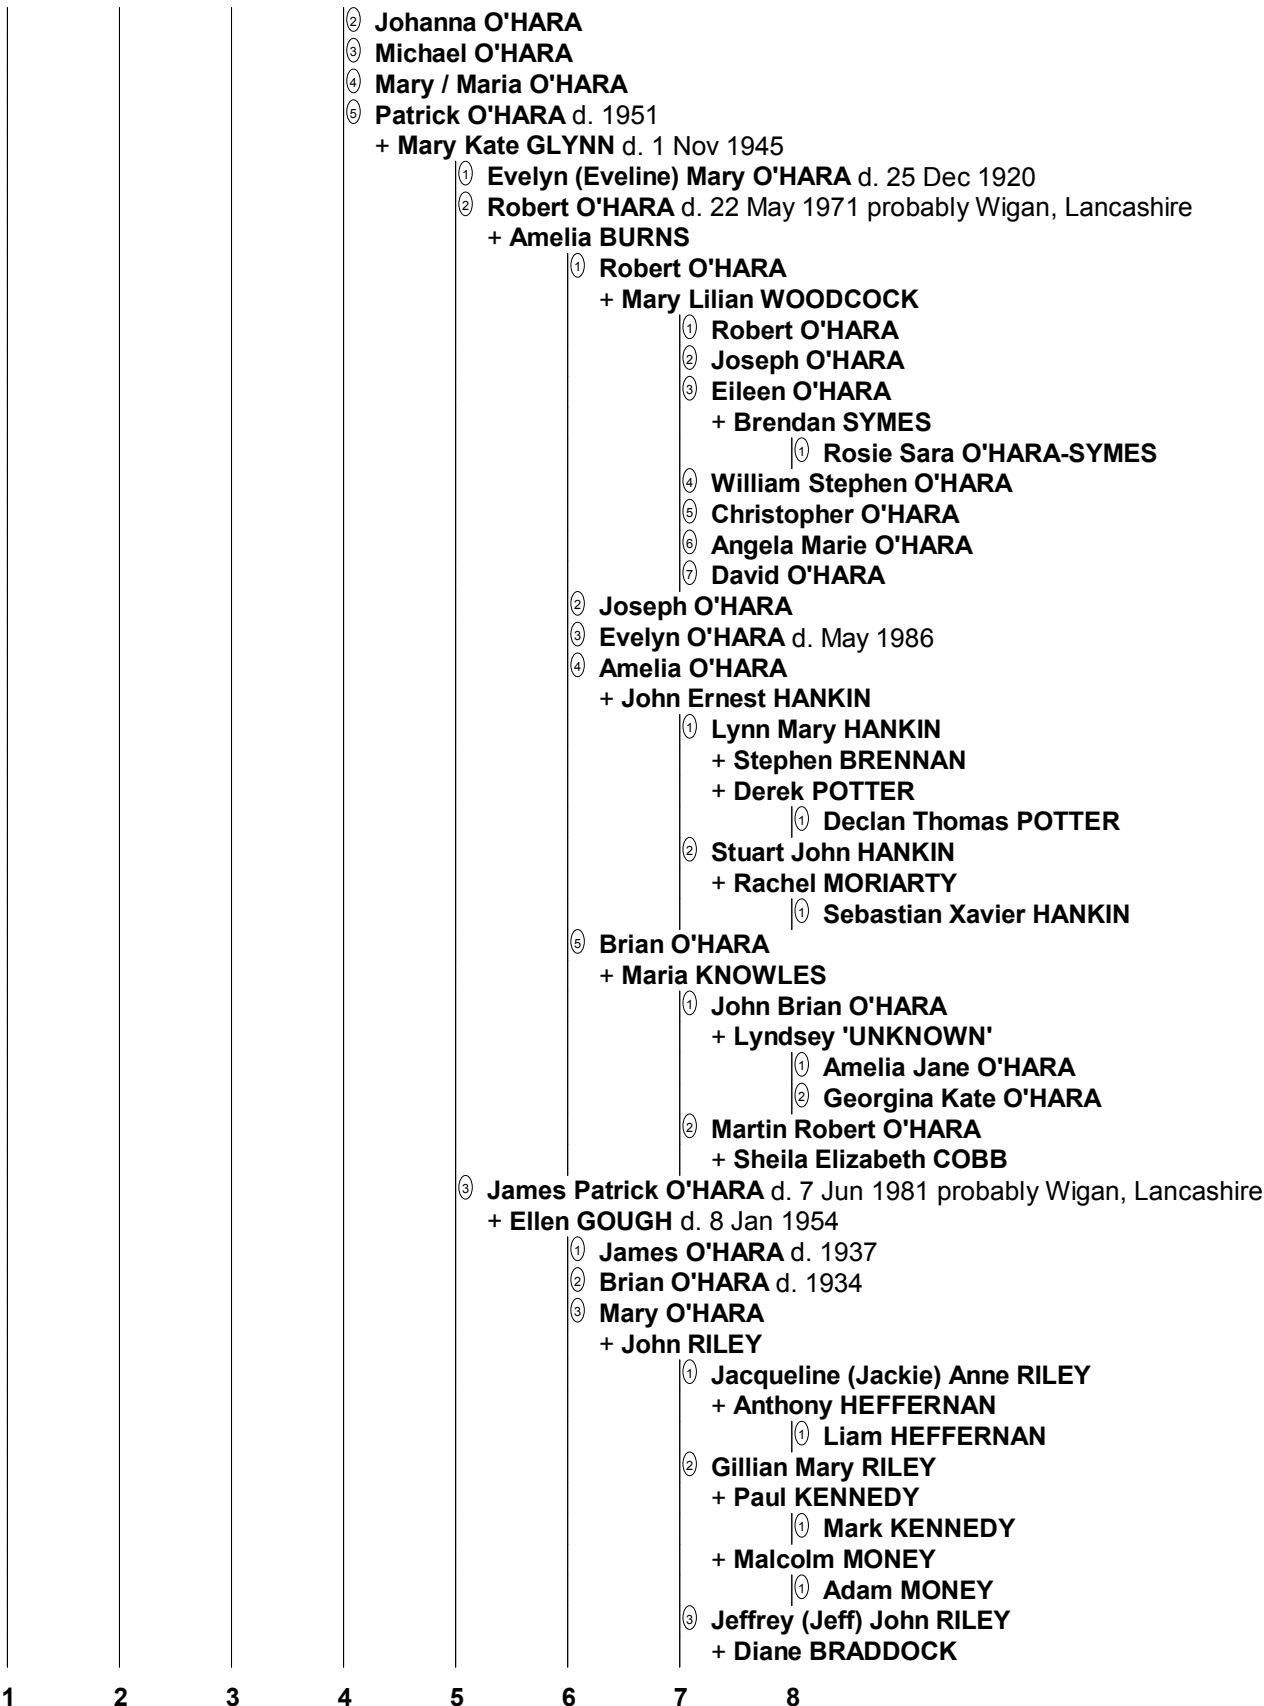 ② Johanna O'HARA
③ Michael O'HARA
④ Mary / Maria O'HARA
⑤ Patrick O'HARA d. 1951
+ Mary Kate GLYNN d. 1 Nov 1945
① Evelyn (Eveline) Mary O'HARA d. 25 Dec 1920
② Robert O'HARA d. 22 May 1971 probably Wigan, Lancashire
+ Amelia BURNS
① Robert O'HARA
+ Mary Lilian WOODCOCK
① Robert O'HARA
② Joseph O'HARA
③ Eileen O'HARA
+ Brendan SYMES
① Rosie Sara O'HARA-SYMES
④ William Stephen O'HARA
⑤ Christopher O'HARA
⑥ Angela Marie O'HARA
⑦ David O'HARA
② Joseph O'HARA
③ Evelyn O'HARA d. May 1986
④ Amelia O'HARA
+ John Ernest HANKIN
① Lynn Mary HANKIN
+ Stephen BRENNAN
+ Derek POTTER
① Declan Thomas POTTER
② Stuart John HANKIN
+ Rachel MORIARTY
① Sebastian Xavier HANKIN
⑤ Brian O'HARA
+ Maria KNOWLES
① John Brian O'HARA
+ Lyndsey 'UNKNOWN'
① Amelia Jane O'HARA
② Georgina Kate O'HARA
② Martin Robert O'HARA
+ Sheila Elizabeth COBB
③ James Patrick O'HARA d. 7 Jun 1981 probably Wigan, Lancashire
+ Ellen GOUGH d. 8 Jan 1954
① James O'HARA d. 1937
② Brian O'HARA d. 1934
③ Mary O'HARA
+ John RILEY
① Jacqueline (Jackie) Anne RILEY
+ Anthony HEFFERNAN
① Liam HEFFERNAN
② Gillian Mary RILEY
+ Paul KENNEDY
① Mark KENNEDY
+ Malcolm MONEY
① Adam MONEY
③ Jeffrey (Jeff) John RILEY
+ Diane BRADDOCK
1 2 3 4 5 6 7 8